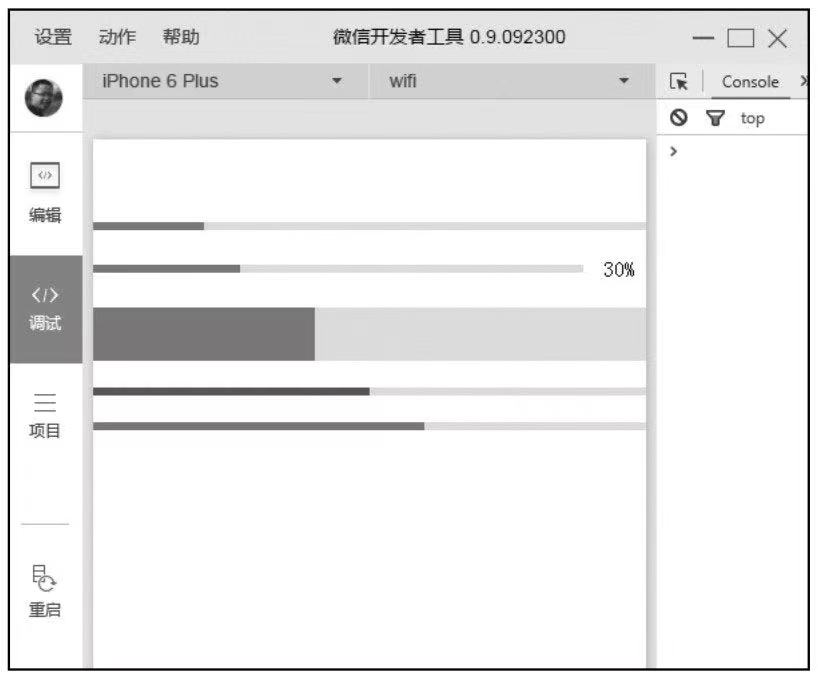 设置 动作 帮助 微信开发者工具 0.9.092300
iPhone 6 Plus wifi Console
top
</>
编辑
</>
调试
30%
项目
重启